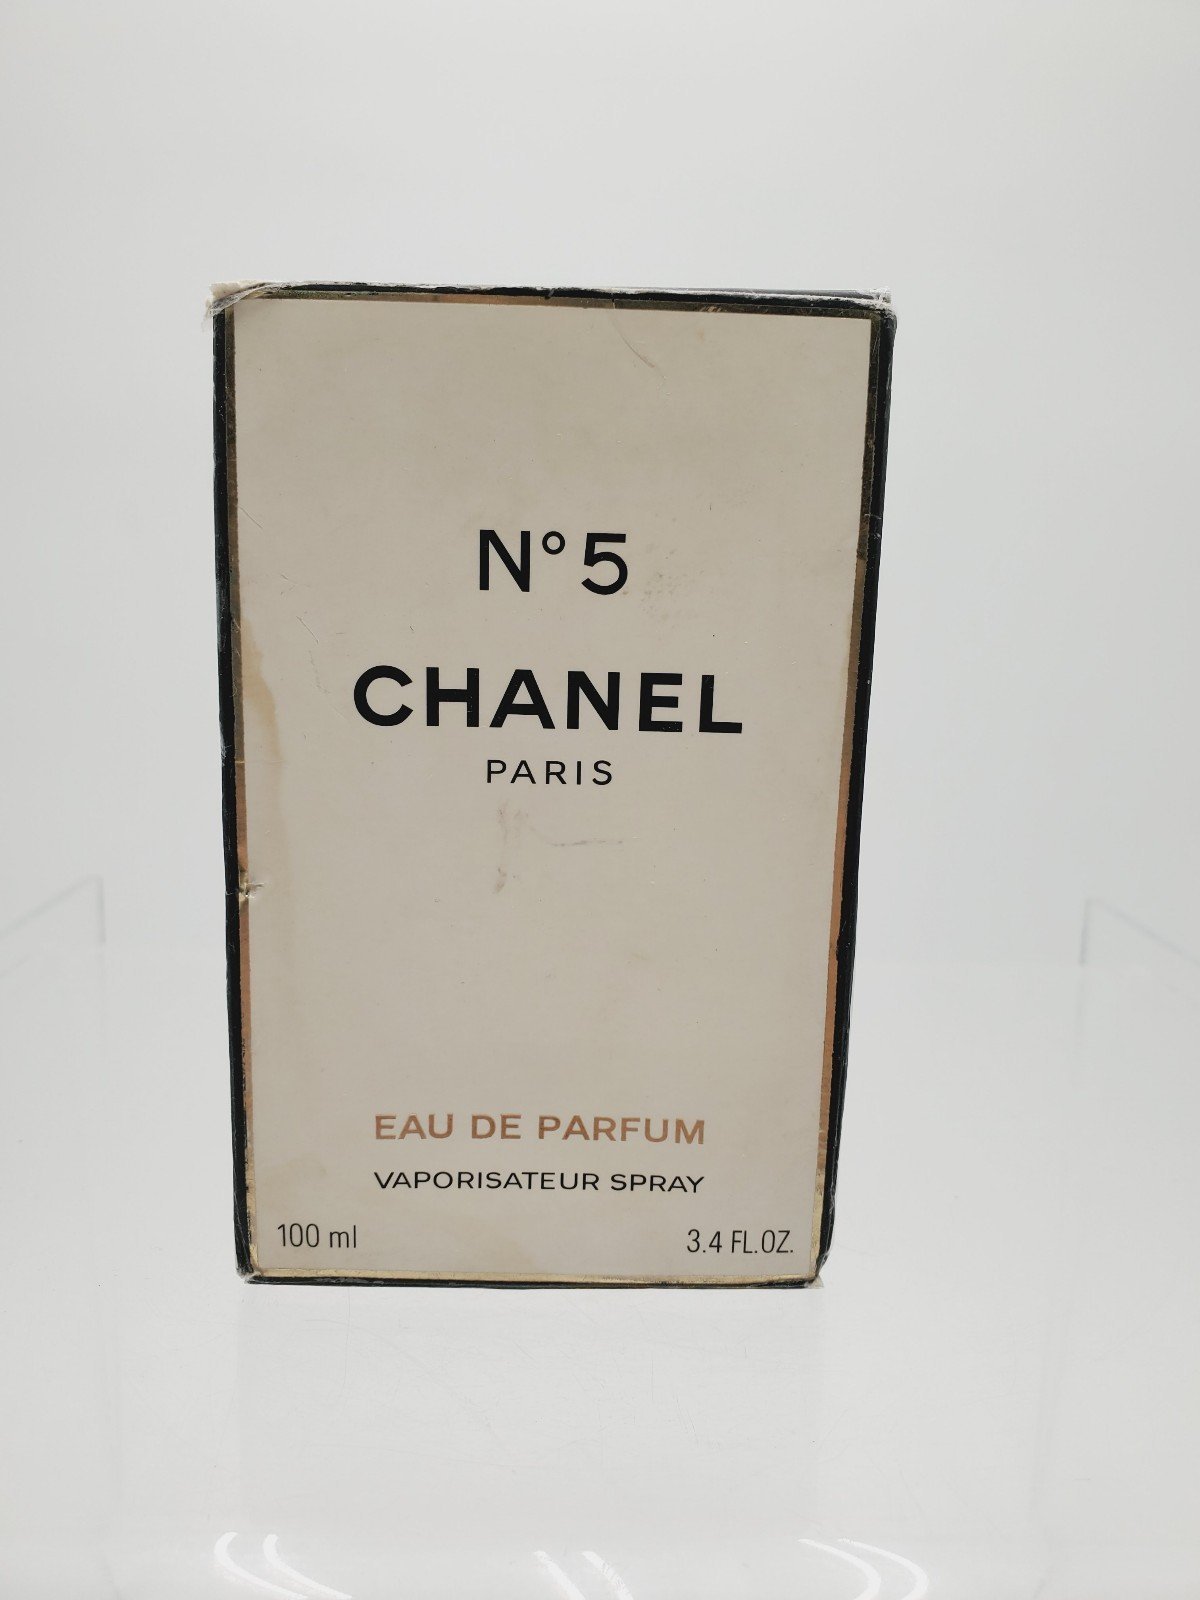 N°5
CHANEL
PARIS
EAU DE PARFUM
VAPORISATEUR SPRAY
100 ml 3.4 FL.OZ.